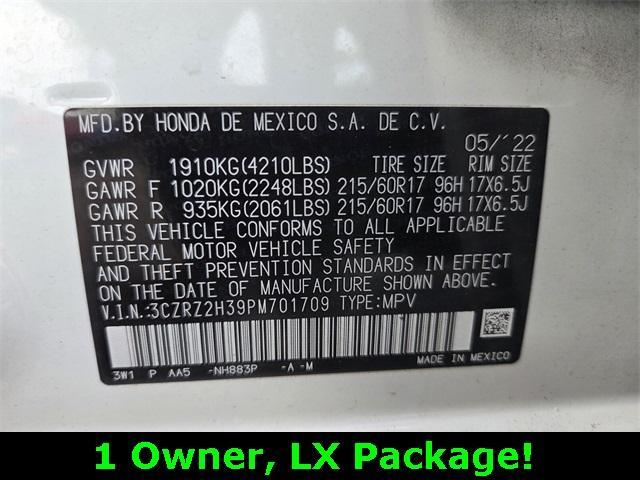 MFD.BY HONDA DE MEXICO S.A. DE C.V.
05/'22
GVWR 1910KG(4210LBS) TIRE SIZE RIM SIZE
GAWR F 1020KG(2248LBS) 215/60R17 96H 17X6.5J
GAWR R 935KG(2061LBS) 215/60R17 96H 17X6.5J
THIS VEHICLE CONFORMS TO ALL APPLICABLE
FEDERAL MOTOR VEHICLE SAFETY
AND THEFT PREVENTION STANDARDS IN EFFECT
ON THE DATE OF MANUFACTURE SHOWN ABOVE.
V.I.N.:3CZRZ2H39PM701709 TYPE:MPV
3W1 P AA5 -NH883P -A -M MADE IN MEXICO
1 Owner, LX Package!